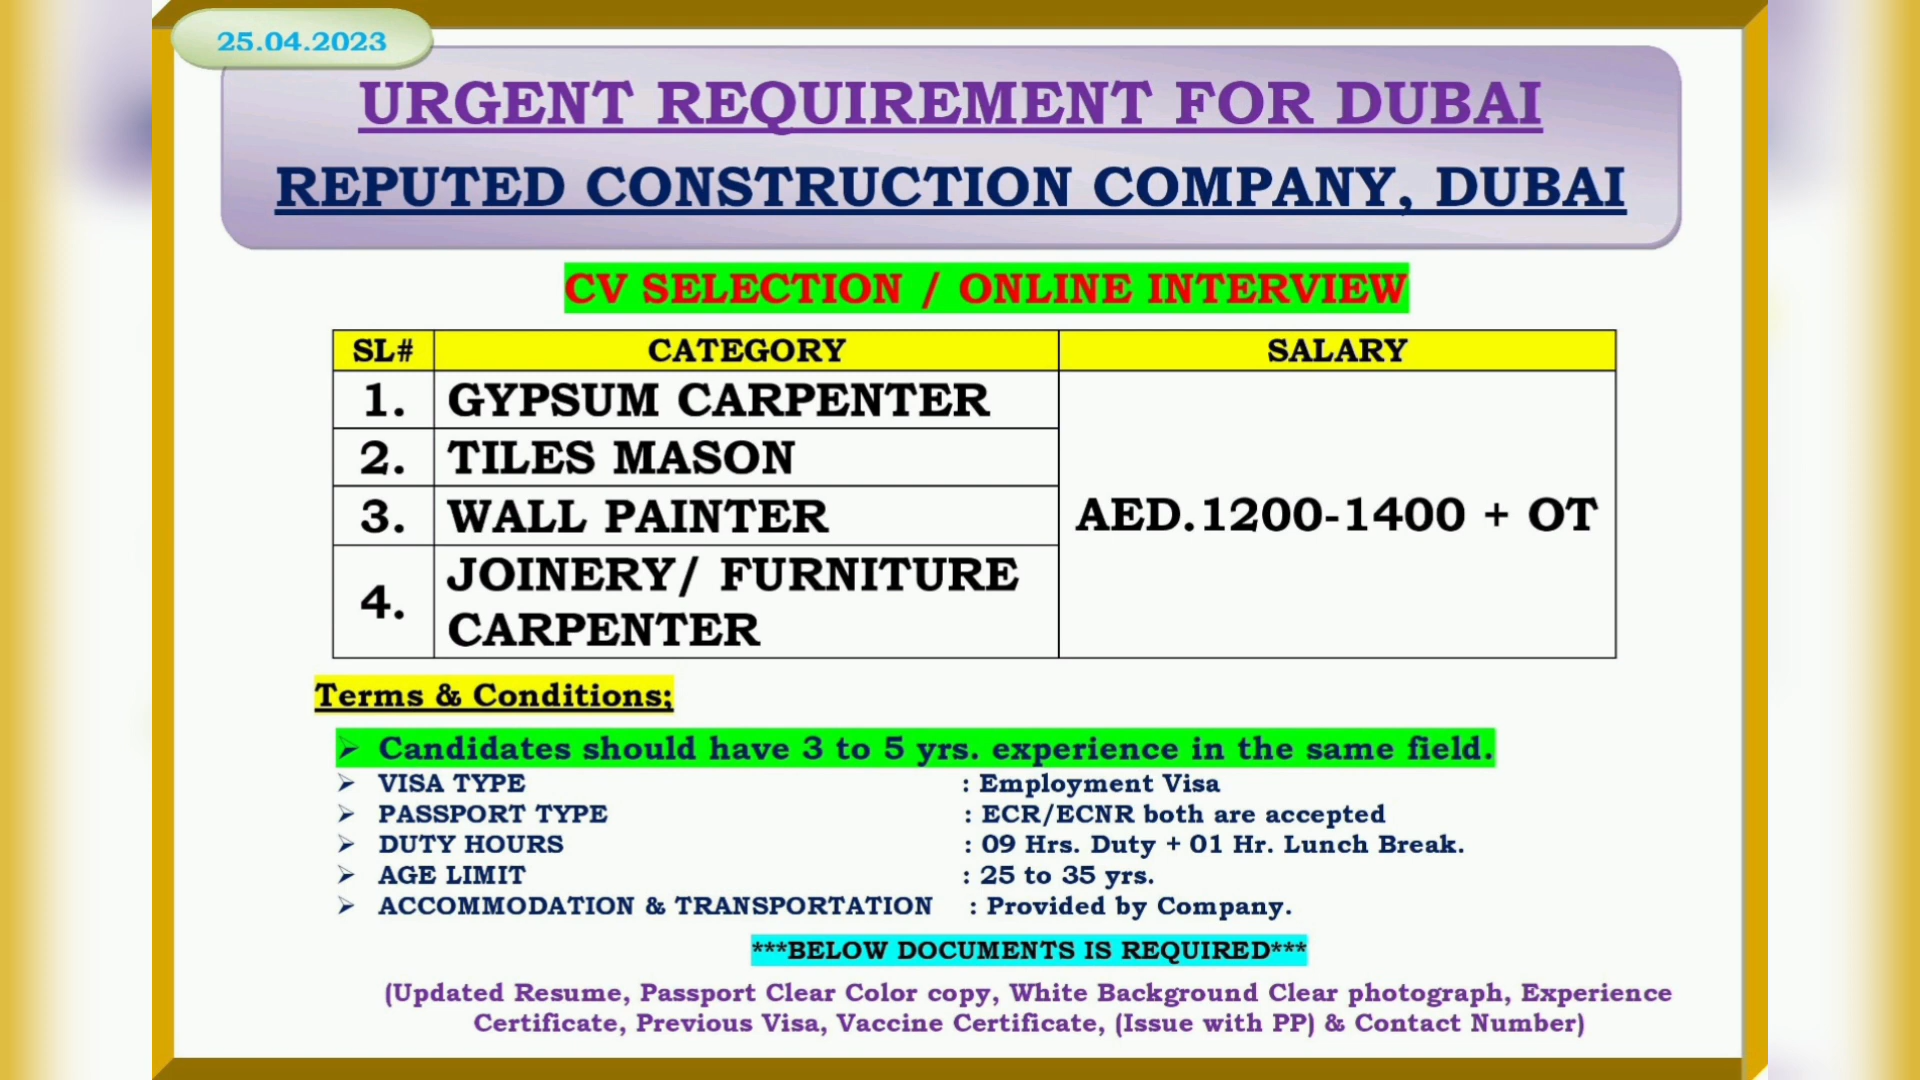 25.04.2023
URGENT REQUIREMENT FOR DUBAI
REPUTED CONSTRUCTION COMPANY, DUBAI
CV SELECTION / ONLINE INTERVIEW
SL# CATEGORY SALARY
1. GYPSUM CARPENTER
2. TILES MASON
3. WALL PAINTER AED.1200-1400 + OT
4. JOINERY/ FURNITURE
CARPENTER
Terms & Conditions;
➢ Candidates should have 3 to 5 yrs. experience in the same field.
➢ VISA TYPE : Employment Visa
➢ PASSPORT TYPE : ECR/ECNR both are accepted
➢ DUTY HOURS : 09 Hrs. Duty + 01 Hr. Lunch Break.
➢ AGE LIMIT : 25 to 35 yrs.
➢ ACCOMMODATION & TRANSPORTATION : Provided by Company.
***BELOW DOCUMENTS IS REQUIRED***
(Updated Resume, Passport Clear Color copy, White Background Clear photograph, Experience
Certificate, Previous Visa, Vaccine Certificate, (Issue with PP) & Contact Number)